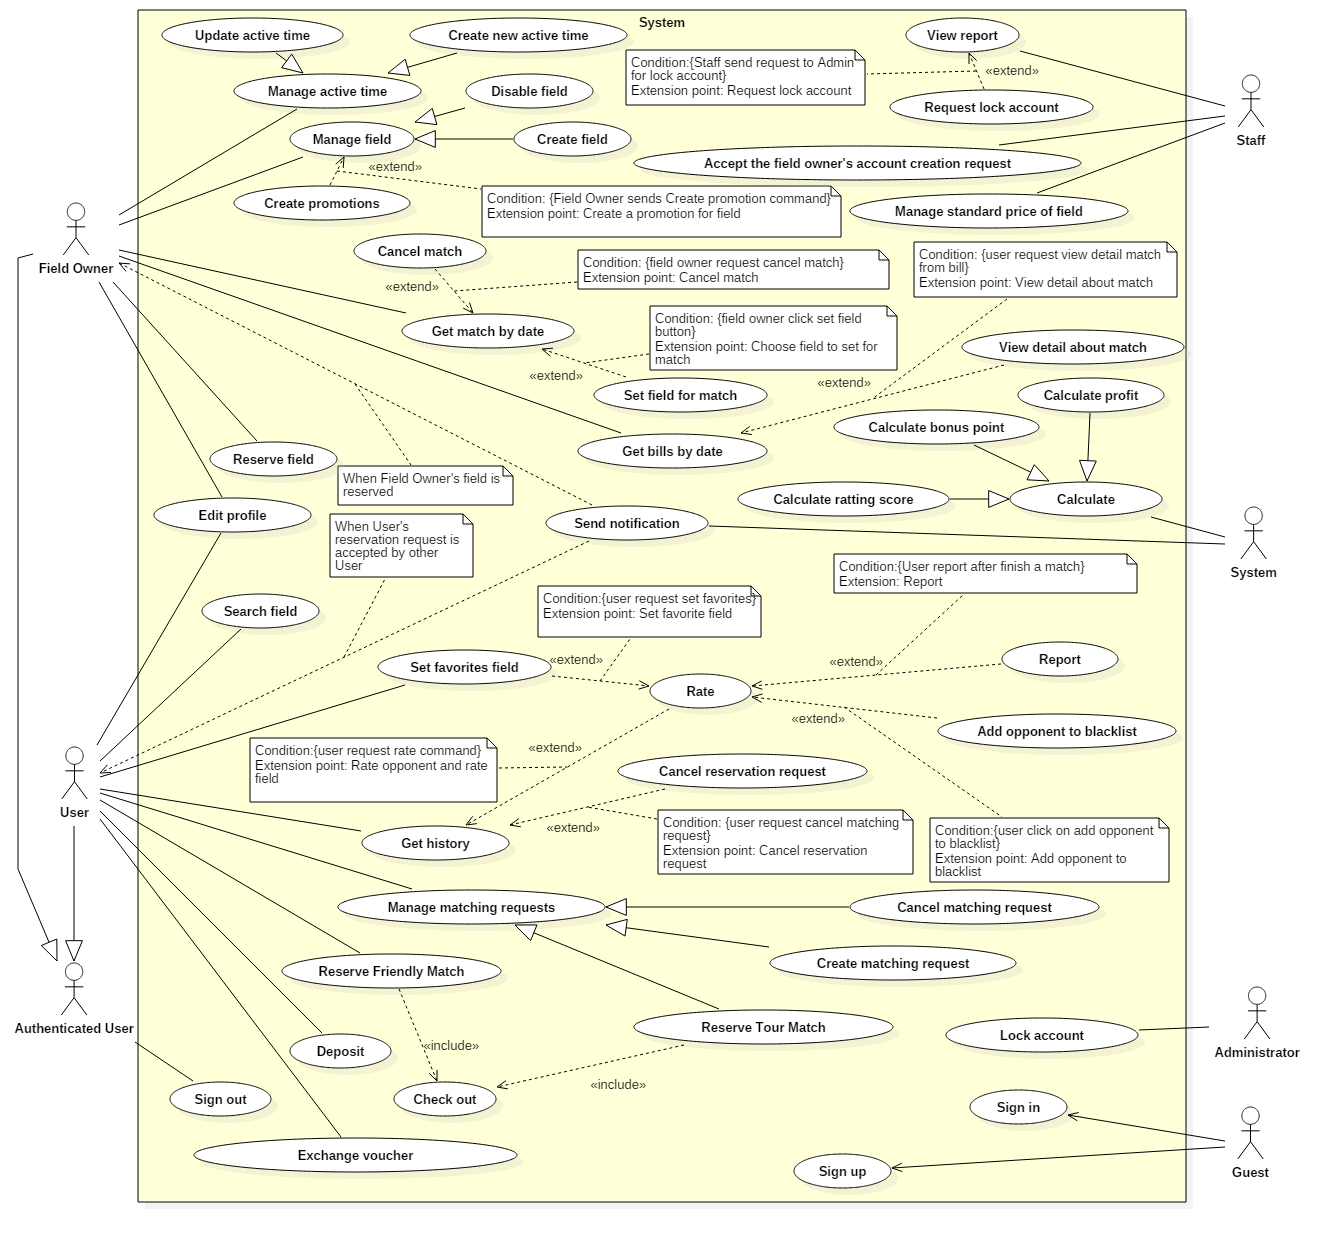 System
Update active time
Create new active time
View report
Condition:{Staff send request to Admin
for lock account}
Extension point: Request lock account
«extend»
Manage active time
Disable field
Request lock account
Staff
Manage field
Create field
«extend»
Accept the field owner's account creation request
Create promotions
Condition: {Field Owner sends Create promotion command}
Extension point: Create a promotion for field
Manage standard price of field
Field Owner
Cancel match
Condition: {field owner request cancel match}
Extension point: Cancel match
Condition: {user request view detail match
from bill}
Extension point: View detail about match
«extend»
Get match by date
Condition: {field owner click set field
button}
Extension point: Choose field to set for
match
View detail about match
«extend»
«extend»
Set field for match
Calculate profit
Calculate bonus point
Get bills by date
Reserve field
When Field Owner's field is
reserved
Calculate ratting score
Calculate
Edit profile
Send notification
When User's
reservation request is
accepted by other
User
System
Condition:{User report after finish a match}
Extension: Report
Search field
Condition:{user request set favorites}
Extension point: Set favorite field
Set favorites field
«extend»
«extend»
Report
Rate
«extend»
Add opponent to blacklist
Condition:{user request rate command}
Extension point: Rate opponent and rate
field
«extend»
Cancel reservation request
User
«extend»
Condition: {user request cancel matching
request}
Extension point: Cancel reservation
request
Condition:{user click on add opponent
to blacklist}
Extension point: Add opponent to
blacklist
Get history
Manage matching requests
Cancel matching request
Reserve Friendly Match
Create matching request
Authenticated User
Reserve Tour Match
Lock account
Administrator
Deposit
«include»
«include»
Sign out
Check out
Sign in
Exchange voucher
Sign up
Guest